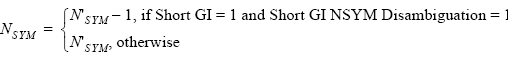 N_SYM = { N'_SYM – 1, if Short GI = 1 and Short GI NSYM Disambiguation = 1
N'_SYM, otherwise